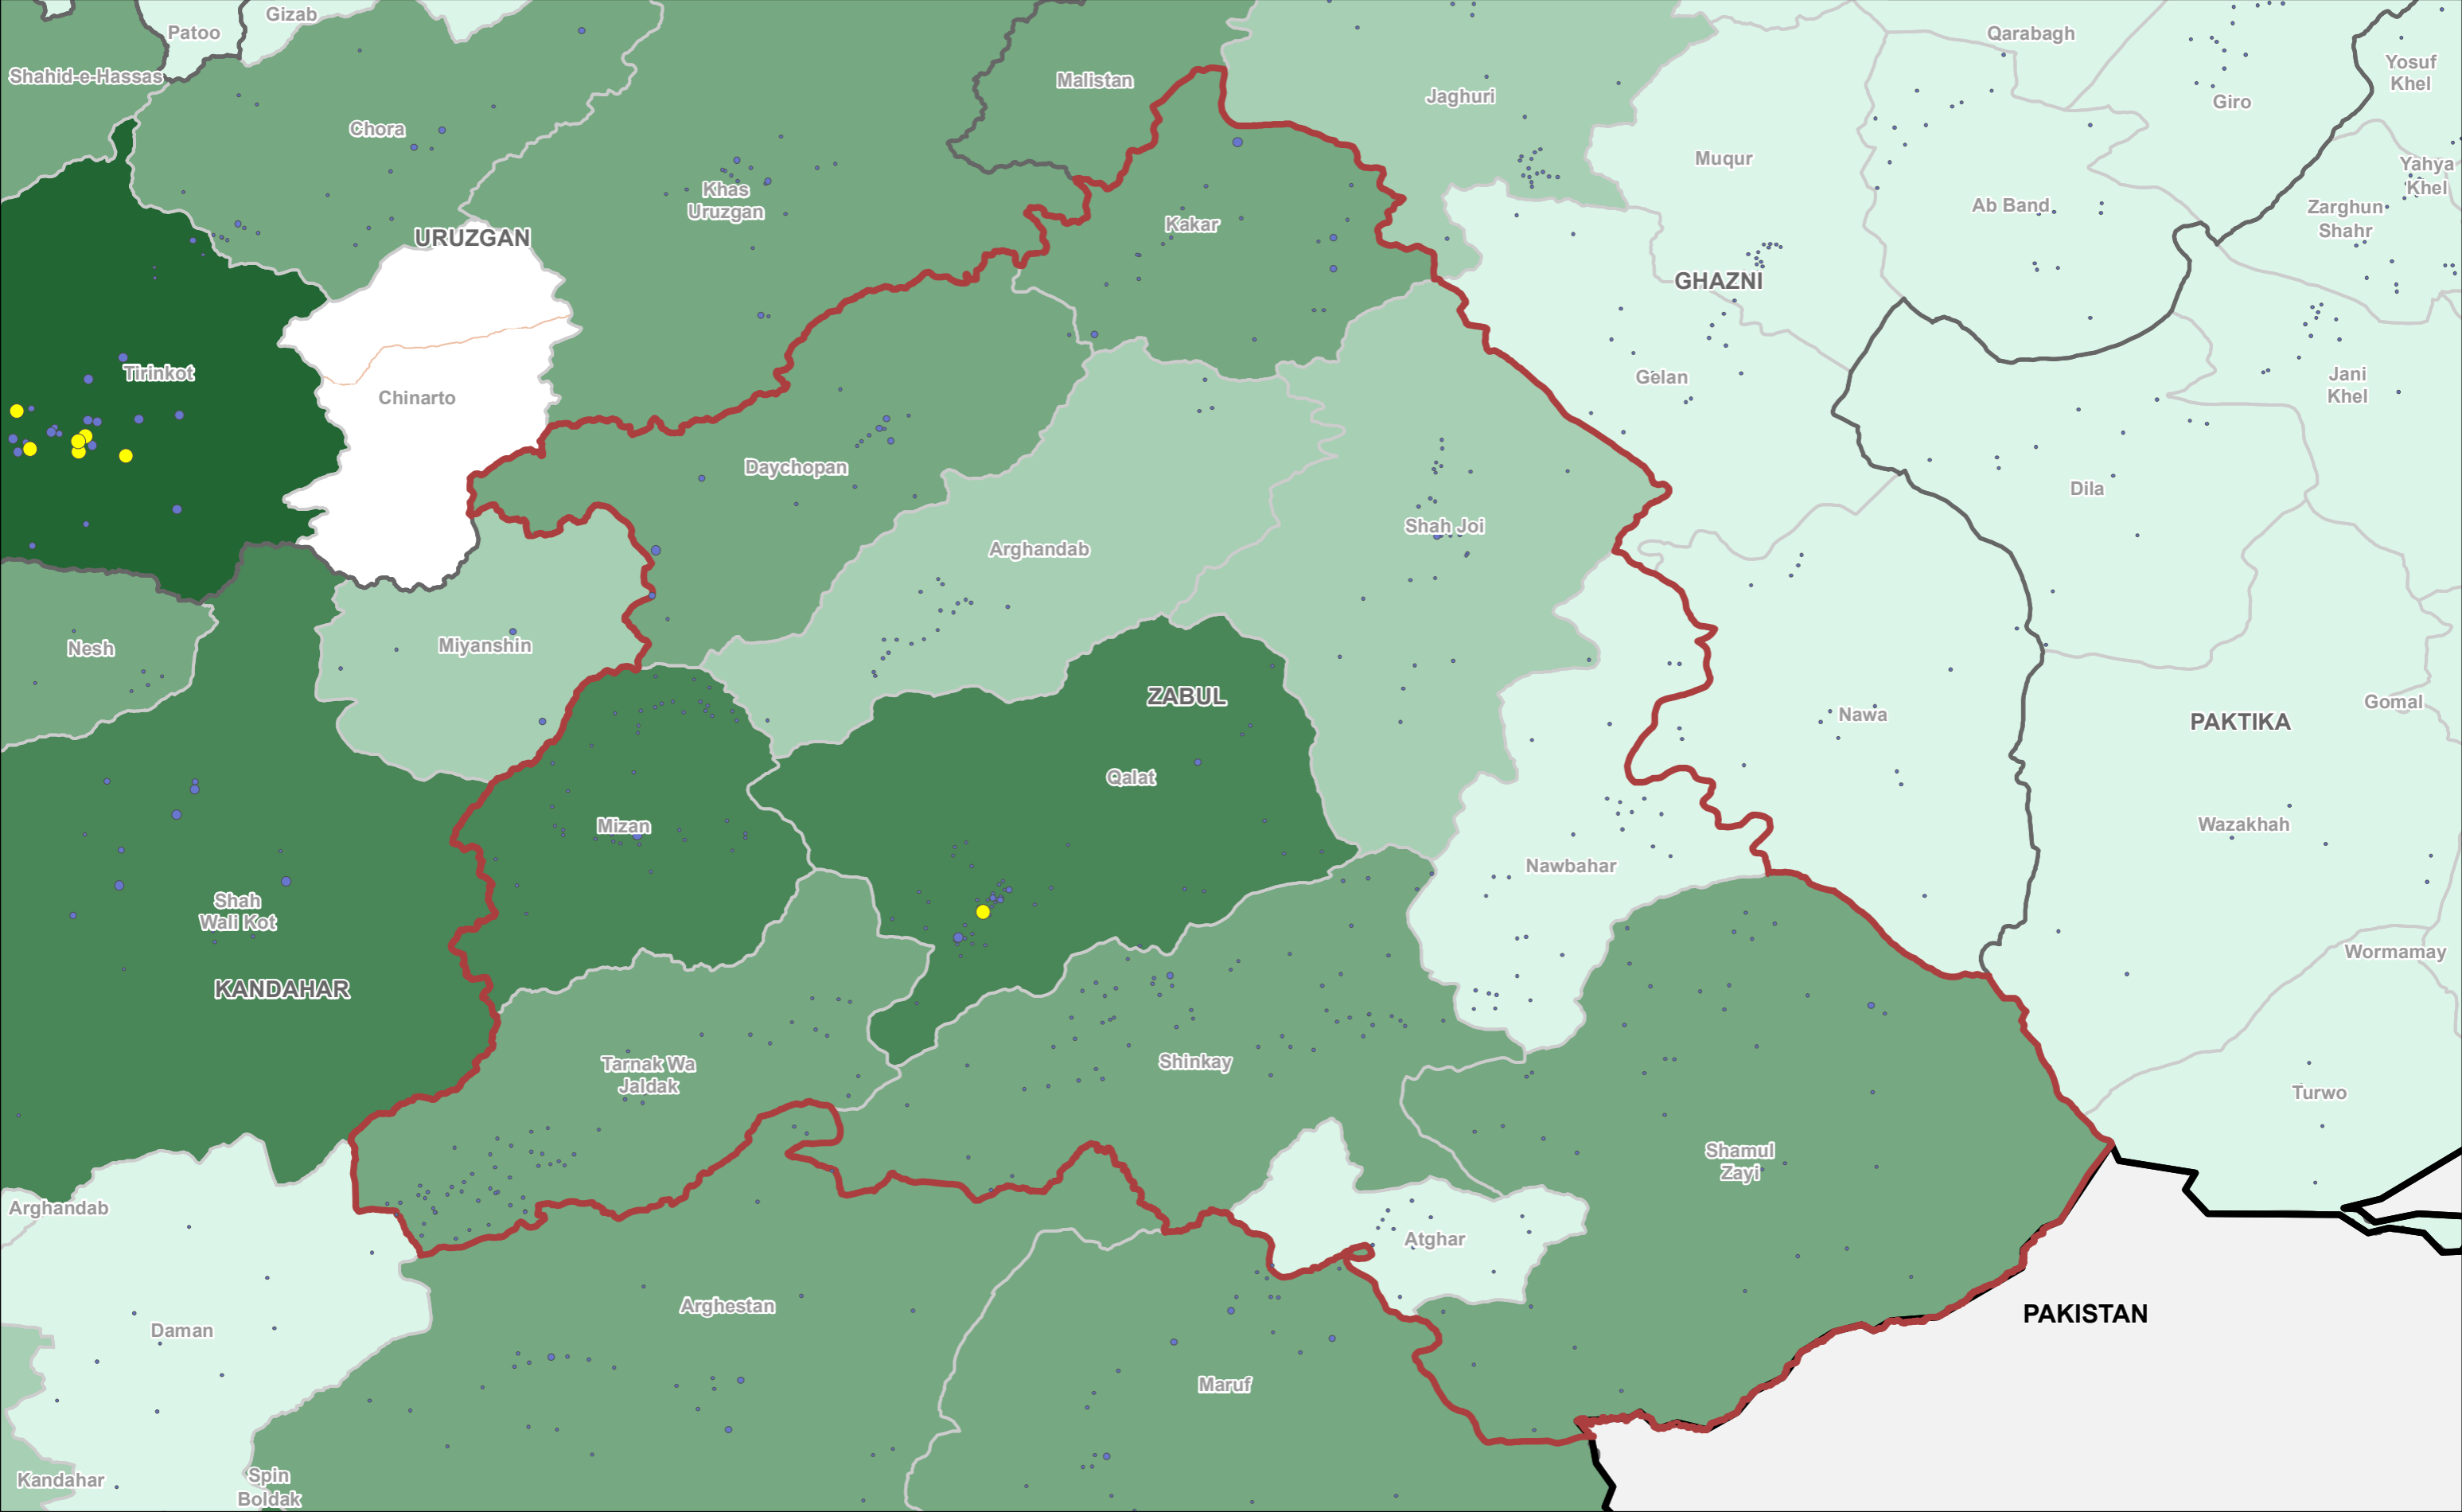 Gizab
Patoo
Qarabagh
Shahid-e-Hassas
Malistan
Jaghuri
Giro
Yosuf
Khel
Chora
Muqur
Yahya
Khel
Khas
Uruzgan
Kakar
Ab Band
Zarghun
Shahr
URUZGAN
GHAZNI
Tirinkot
Chinarto
Gelan
Jani
Khel
Daychopan
Dila
Arghandab
Shah Joi
Nesh
Miyanshin
ZABUL
Nawa
Gomal
PAKTIKA
Qalat
Mizan
Wazakhah
Nawbahar
Shah
Wali Kot
Wormamay
KANDAHAR
Tarnak Wa
Jaldak
Shinkay
Turwo
Shamul
Zayi
Arghandab
Atghar
Arghestan
PAKISTAN
Daman
Maruf
Kandahar
Spin
Boldak